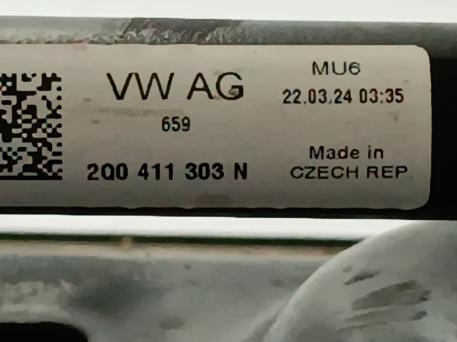 VW AG
659
2Q0 411 303 N
MU6
22.03.24 03:35
Made in
CZECH REP